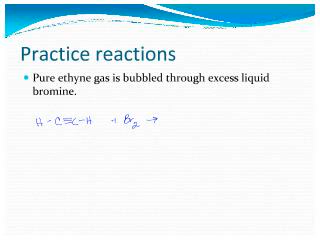 Practice reactions
Pure ethyne gas is bubbled through excess liquid
bromine.
H-C≡C-H + Br2 →